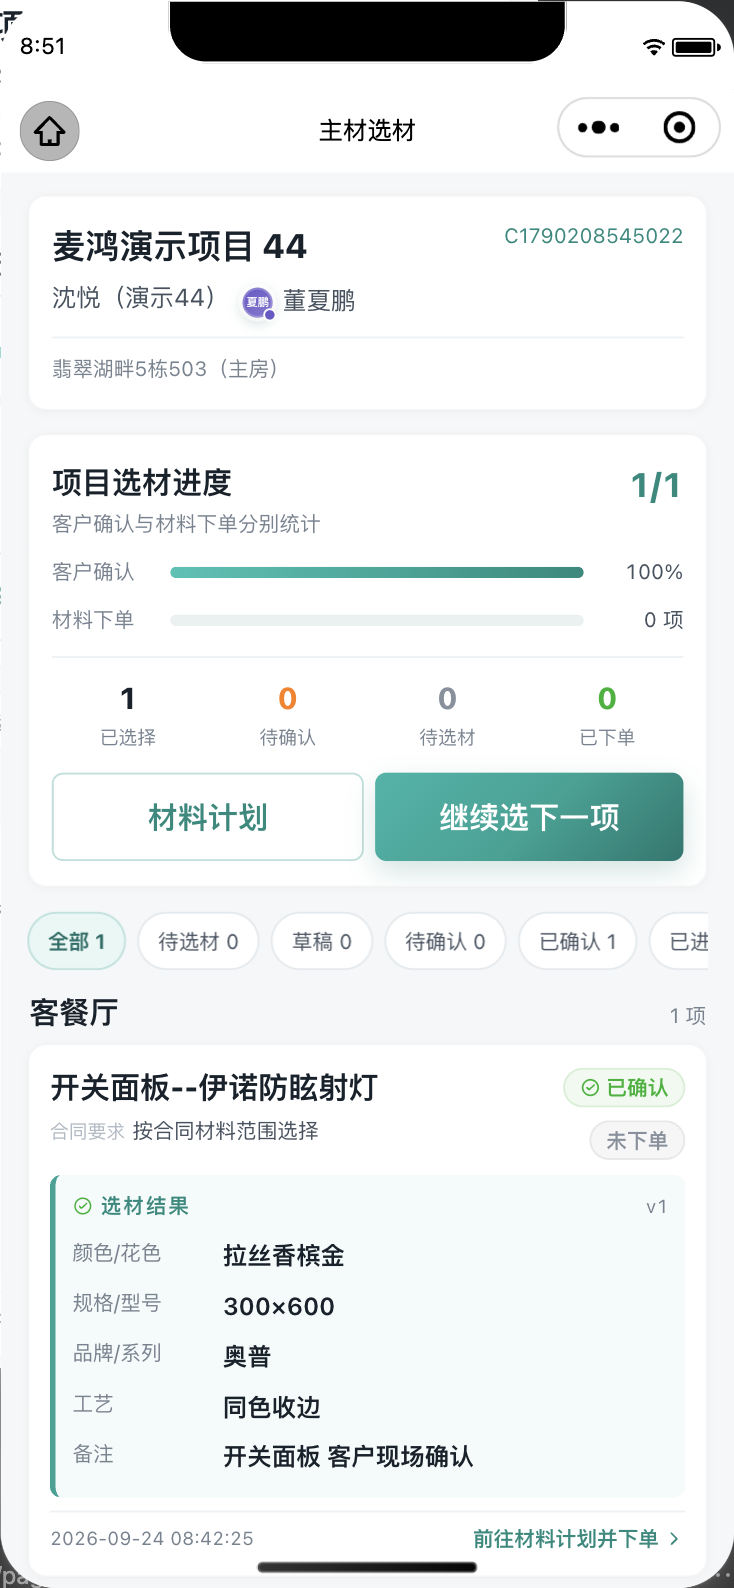 8:51
主材选材
麦鸿演示项目 44
C1790208545022
沈悦（演示44）
夏鹏
董夏鹏
翡翠湖畔5栋503（主房）
项目选材进度
1/1
客户确认与材料下单分别统计
客户确认
100%
材料下单
0 项
1
0
0
0
已选择
待确认
待选材
已下单
材料计划
继续选下一项
全部 1
待选材 0
草稿 0
待确认 0
已确认 1
已进
客餐厅
1 项
开关面板--伊诺防眩射灯
已确认
合同要求 按合同材料范围选择
未下单
选材结果
v1
颜色/花色
拉丝香槟金
规格/型号
300×600
品牌/系列
奥普
工艺
同色收边
备注
开关面板 客户现场确认
2026-09-24 08:42:25
前往材料计划并下单